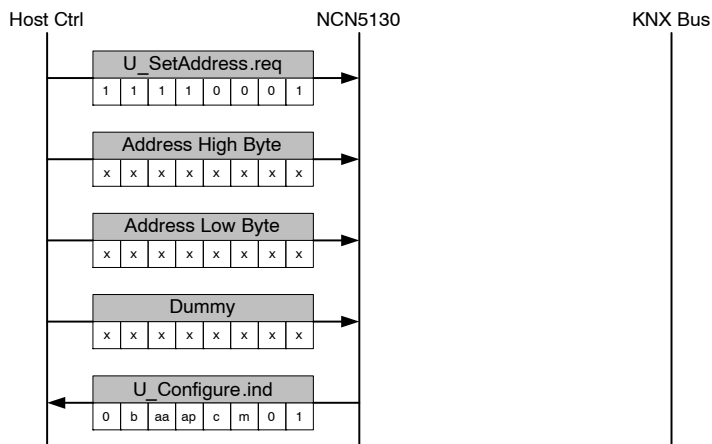 Host Ctrl NCN5130 KNX Bus
U_SetAddress.req
1 1 1 1 0 0 0 1
Address High Byte
x x x x x x x x
Address Low Byte
x x x x x x x x
Dummy
x x x x x x x x
U_Configure.ind
0 b aa ap c m 0 1